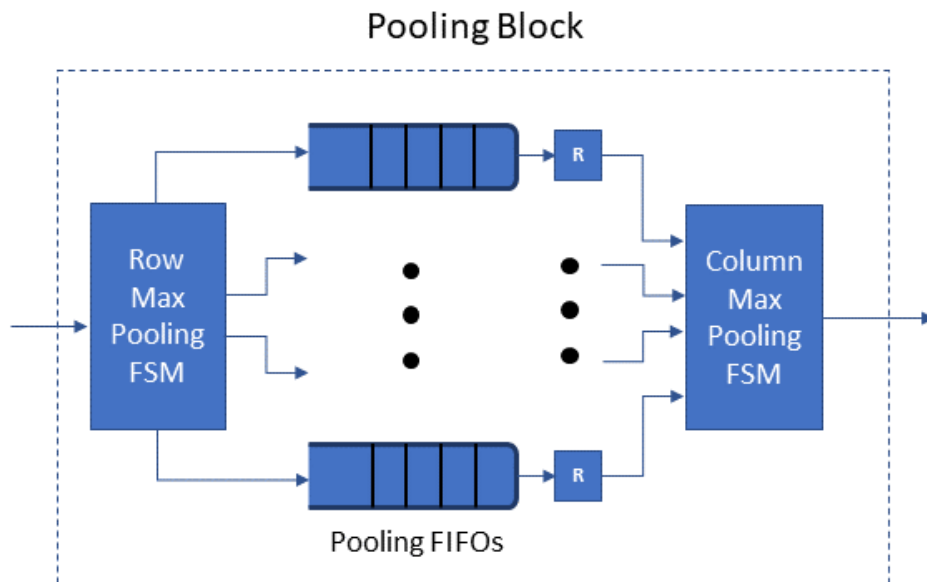 Pooling Block
R
Row
Max
Pooling
FSM
Column
Max
Pooling
FSM
R
Pooling FIFOs